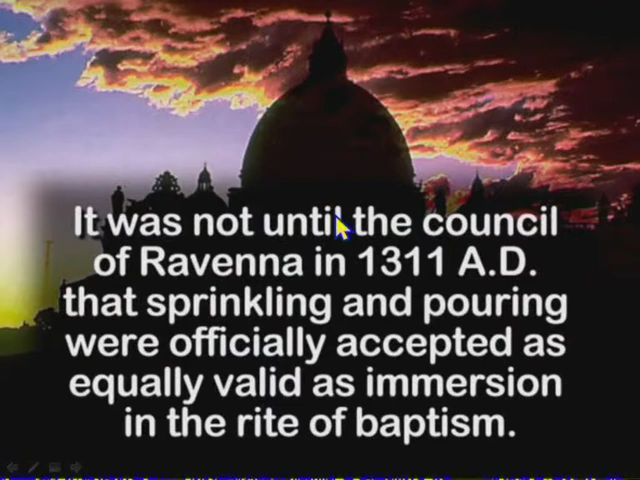 It was not until the council
of Ravenna in 1311 A.D.
that sprinkling and pouring
were officially accepted as
equally valid as immersion
in the rite of baptism.